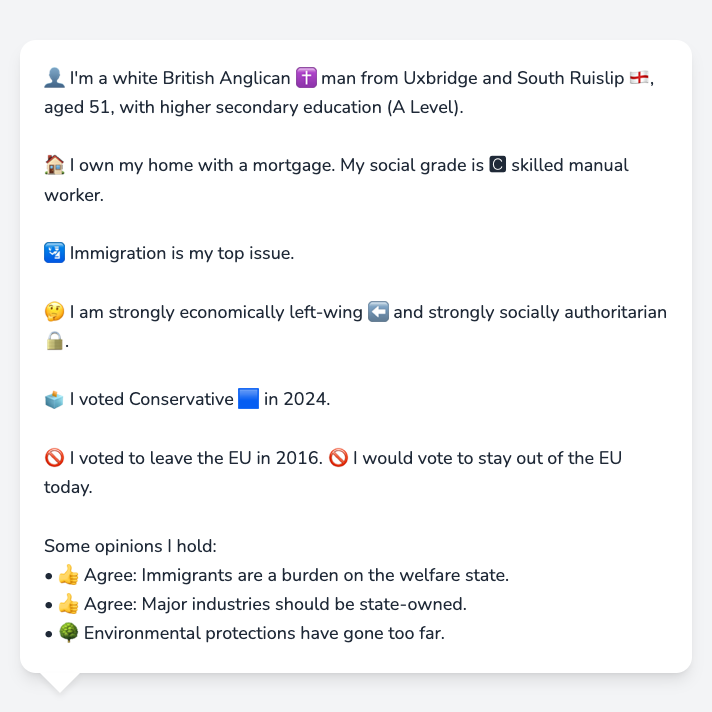 👤 I'm a white British Anglican ✝️ man from Uxbridge and South Ruislip 🏴󠁧󠁢󠁥󠁮󠁧󠁿,
aged 51, with higher secondary education (A Level).
🏠 I own my home with a mortgage. My social grade is 🅲 skilled manual
worker.
🛂 Immigration is my top issue.
🤔 I am strongly economically left-wing ⬅️ and strongly socially authoritarian
🔒.
🗳️ I voted Conservative 🟦 in 2024.
🚫 I voted to leave the EU in 2016. 🚫 I would vote to stay out of the EU
today.
Some opinions I hold:
• 👍 Agree: Immigrants are a burden on the welfare state.
• 👍 Agree: Major industries should be state-owned.
• 🌳 Environmental protections have gone too far.